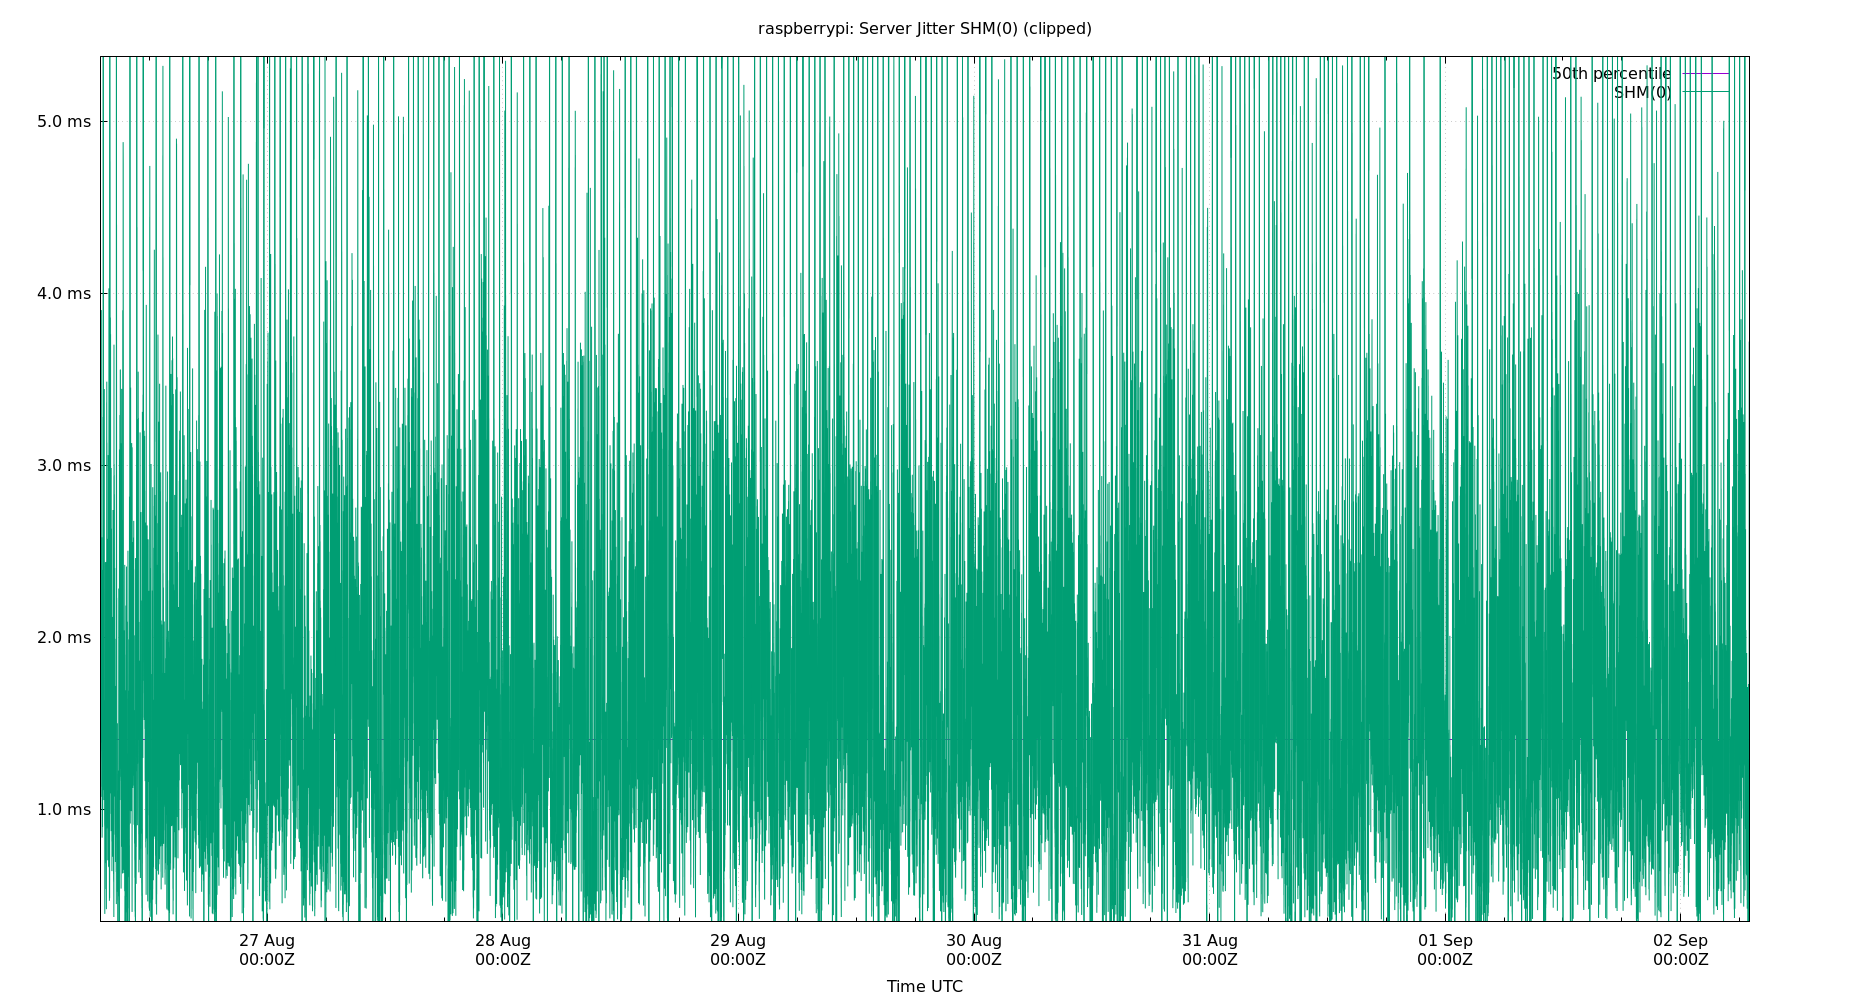 raspberrypi: Server Jitter SHM(0) (clipped)
50th percentile
SHM(0)
5.0 ms
4.0 ms
3.0 ms
2.0 ms
1.0 ms
27 Aug 28 Aug 29 Aug 30 Aug 31 Aug 01 Sep 02 Sep
00:00Z 00:00Z 00:00Z 00:00Z 00:00Z 00:00Z 00:00Z
Time UTC